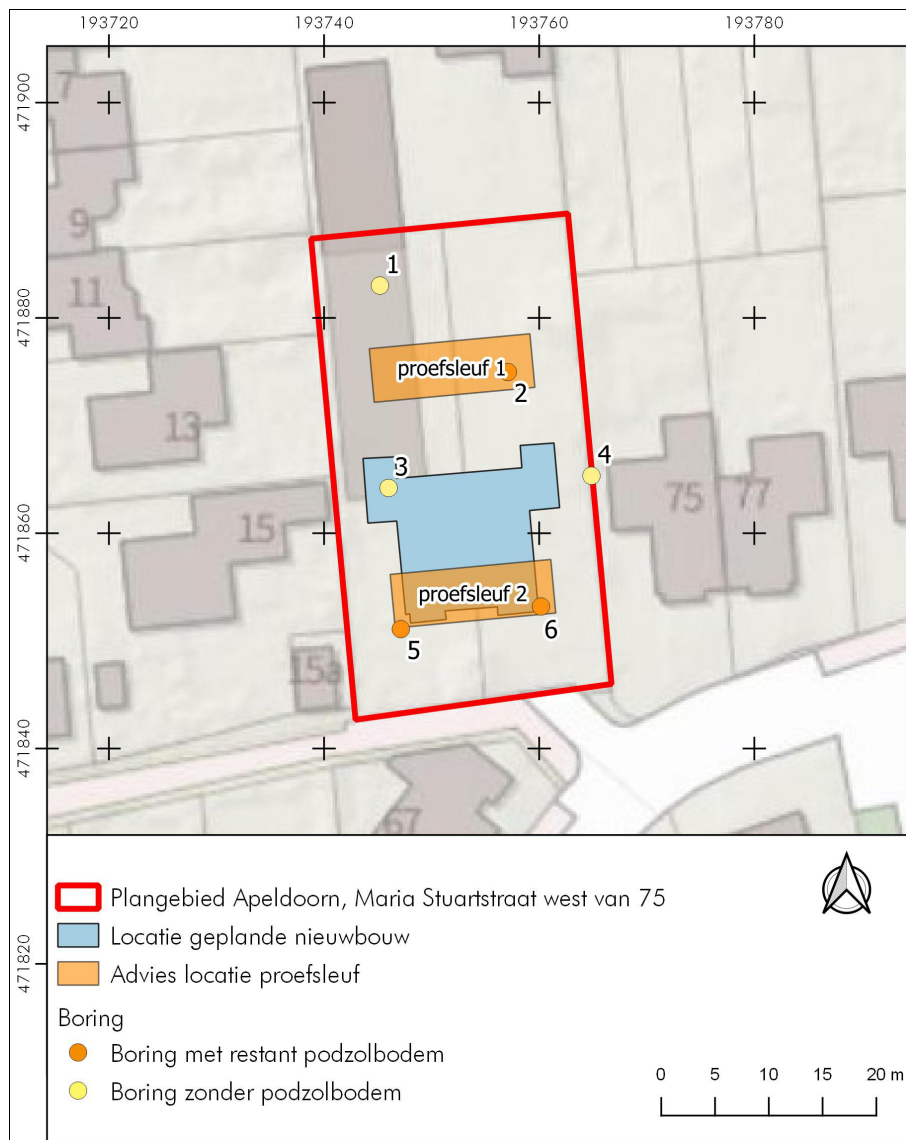 193720 193740 193760 193780
471900
471880
471860
471840
471820
7
9
11
13
15
15a
67
75
77
1
proefsleuf 1
2
3
4
proefsleuf 2
5
6
Plangebied Apeldoorn, Maria Stuartstraat west van 75
Locatie geplande nieuwbouw
Advies locatie proefsleuf
Boring
Boring met restant podzolbodem
Boring zonder podzolbodem
0 5 10 15 20 m